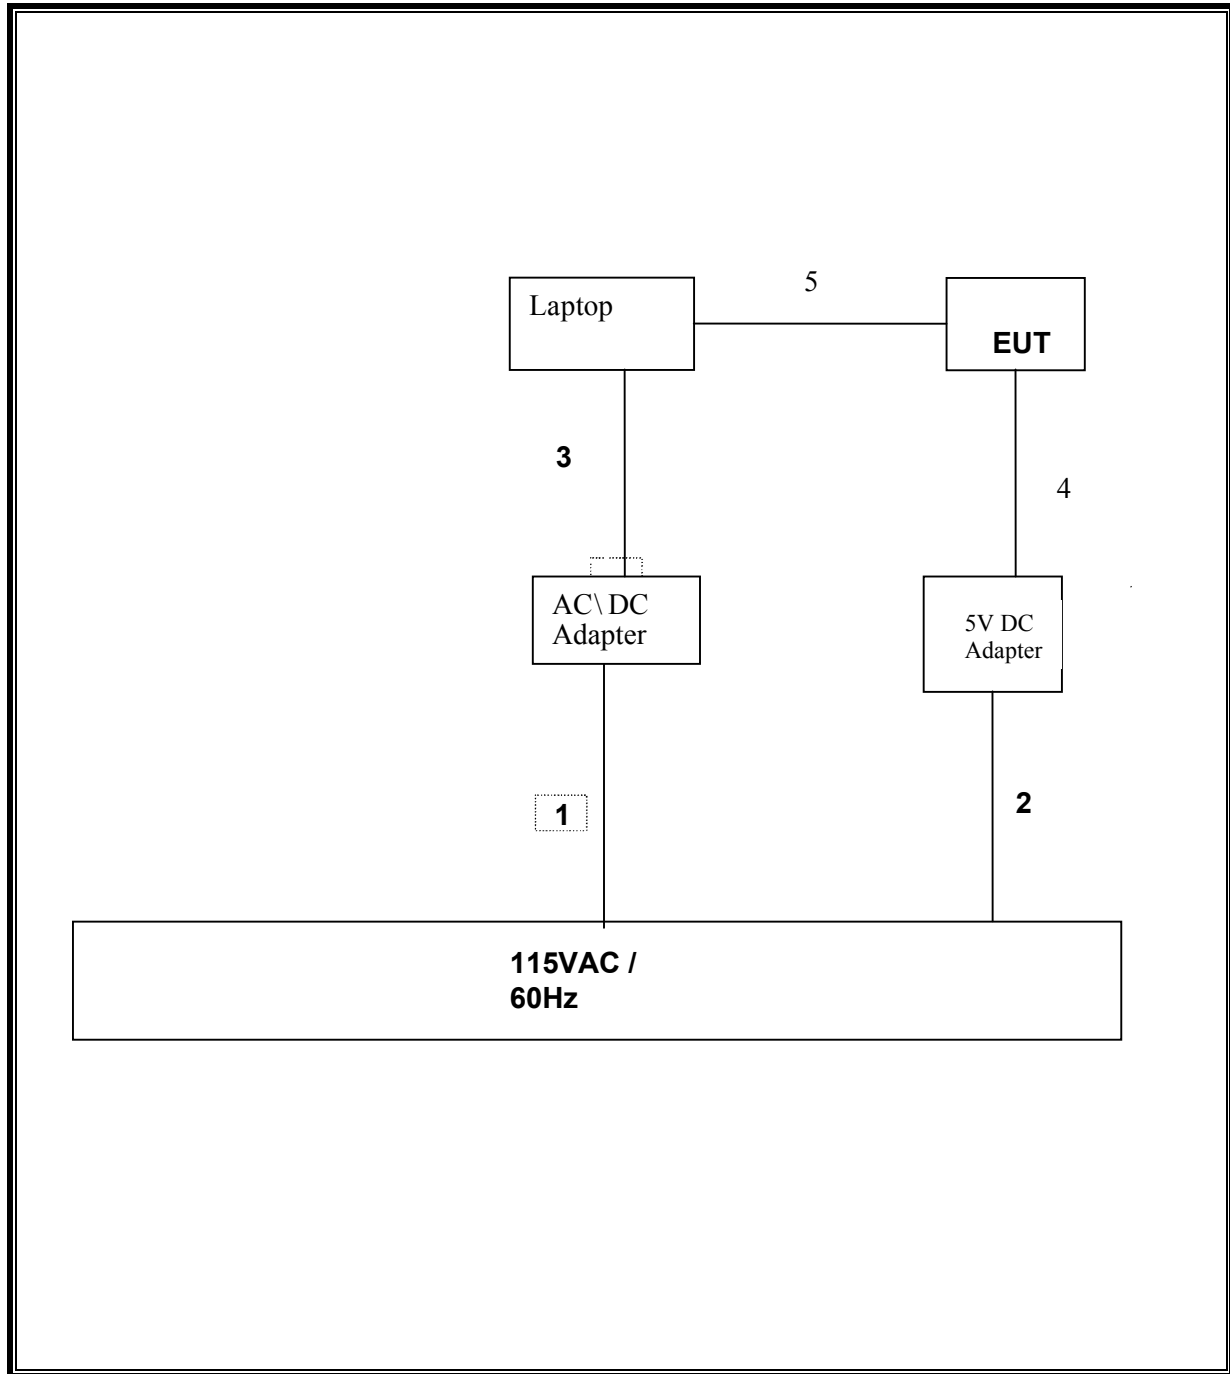 5
Laptop
EUT
3
4
AC\ DC
Adapter
5V DC
Adapter
1
2
115VAC /
60Hz